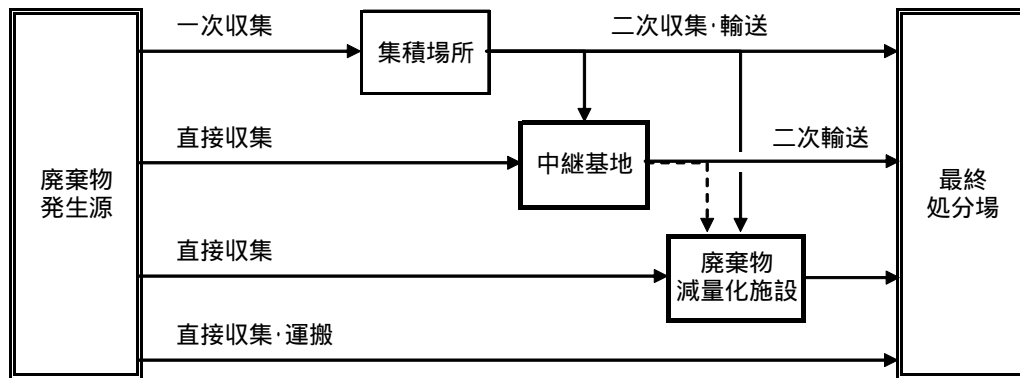 一次収集
二次収集・輸送
集積場所
直接収集
二次輸送
中継基地
廃棄物
発生源
最終
処分場
直接収集
廃棄物
減量化施設
直接収集・運搬